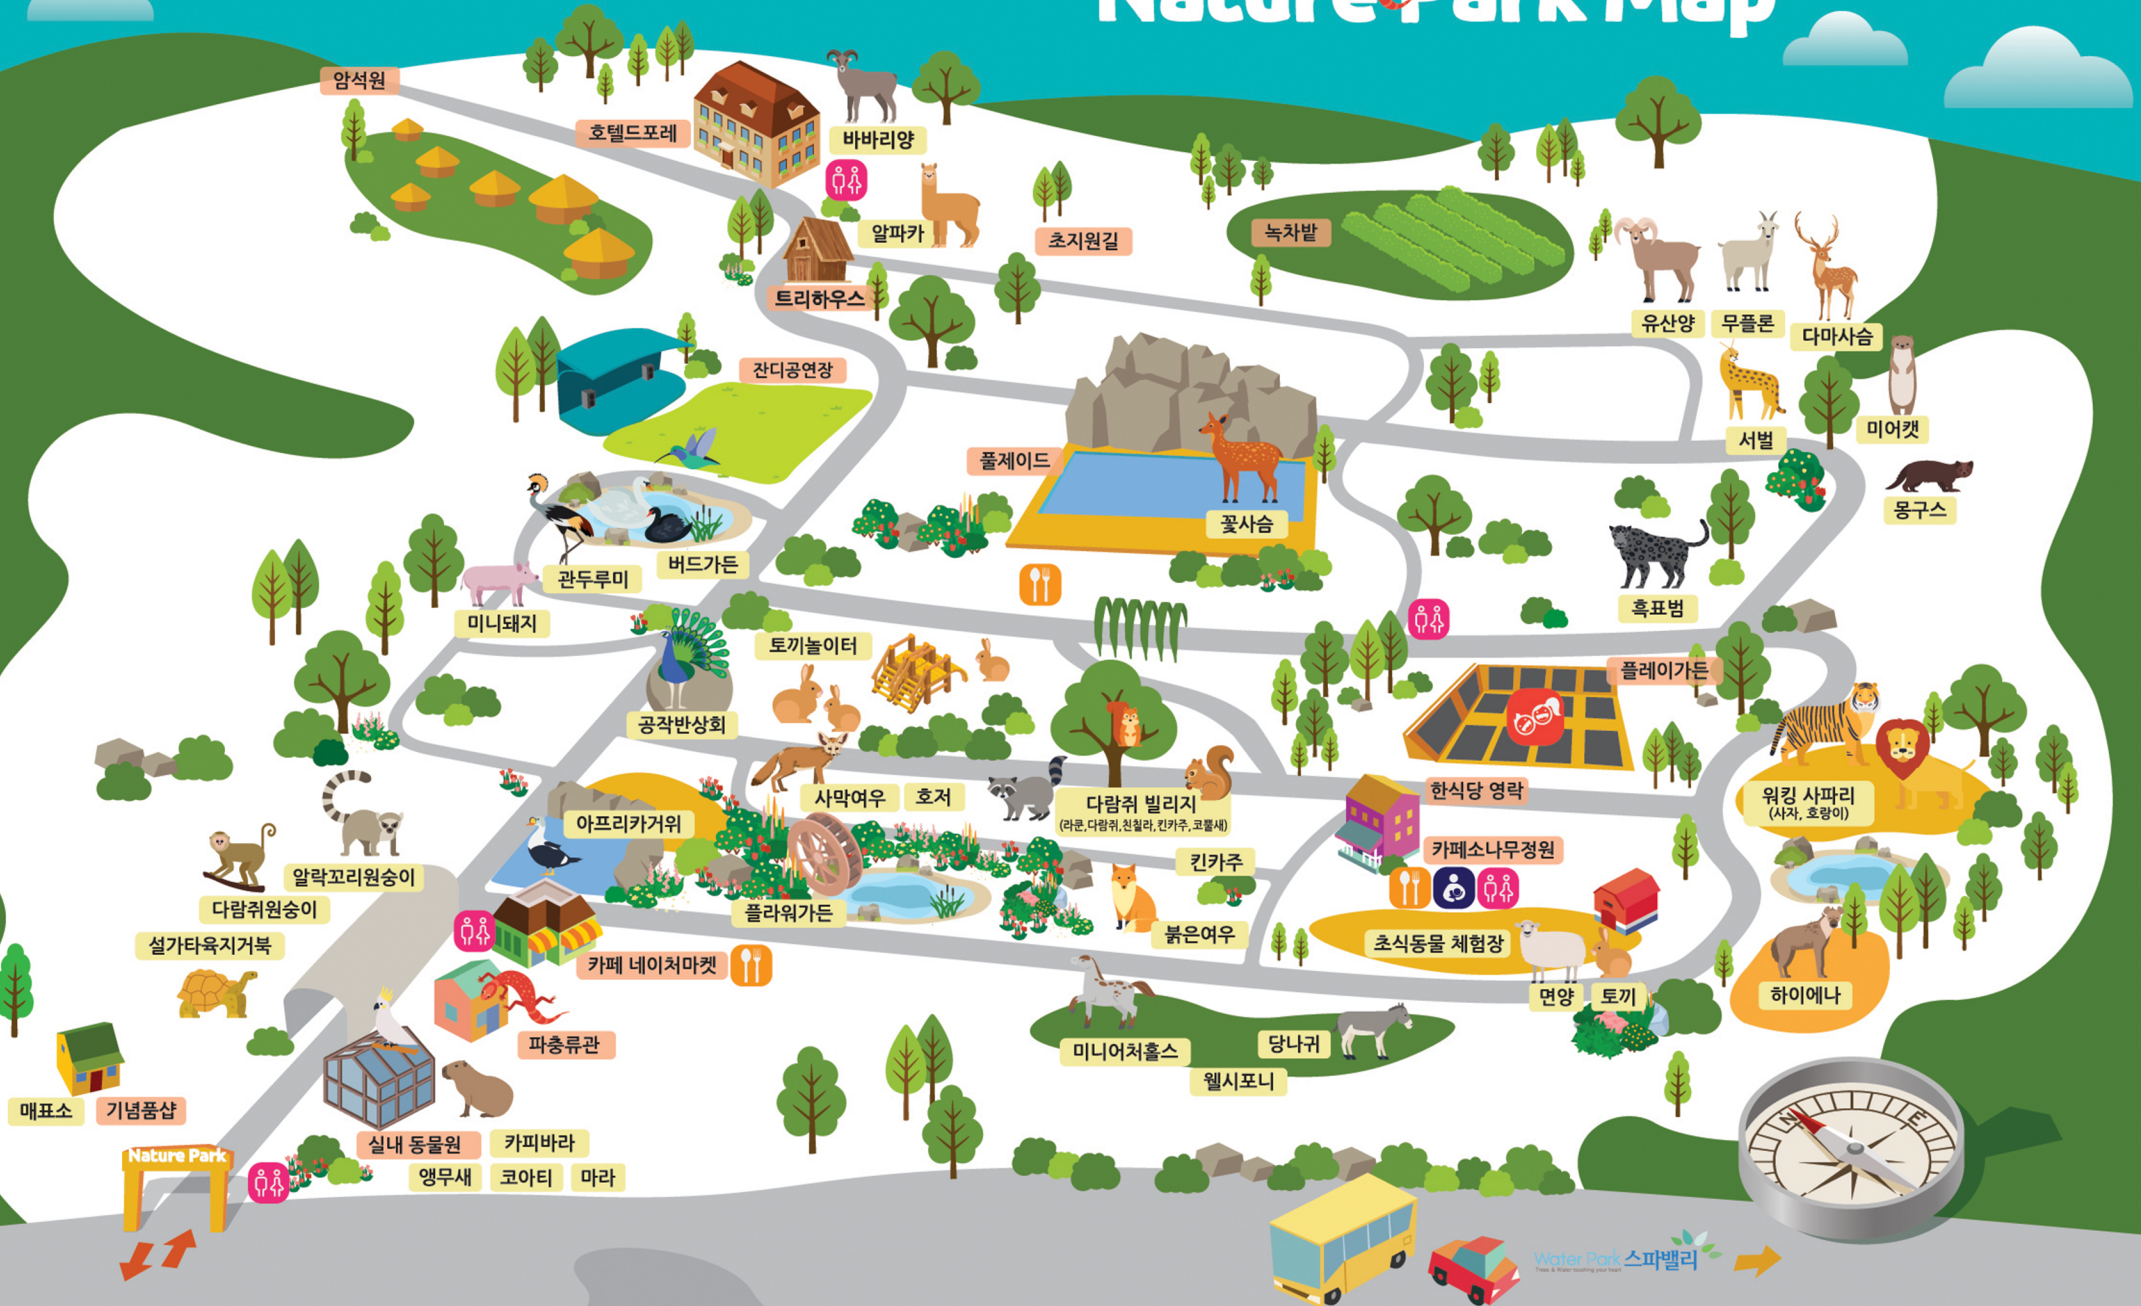 Nature Park Map
암석원
호텔드포레
바바리양
알파카
초지원길
녹차밭
트리하우스
유산양
무플론
다마사슴
잔디공연장
서벌
미어캣
풀제이드
몽구스
꽃사슴
버드가든
관두루미
흑표범
미니돼지
토끼놀이터
플레이가든
공작반상회
사막여우
호저
다람쥐 빌리지
(라쿤,다람쥐,친칠라,킨카주,코뿔새)
한식당 영락
워킹 사파리
(사자, 호랑이)
아프리카거위
카페소나무정원
킨카주
알락꼬리원숭이
다람쥐원숭이
플라워가든
붉은여우
초식동물 체험장
설가타육지거북
카페 네이처마켓
면양
토끼
하이에나
파충류관
미니어처홀스
당나귀
웰시포니
매표소
기념품샵
실내 동물원
카피바라
앵무새
코아티
마라
Nature Park
N
E
Water Park 스파밸리